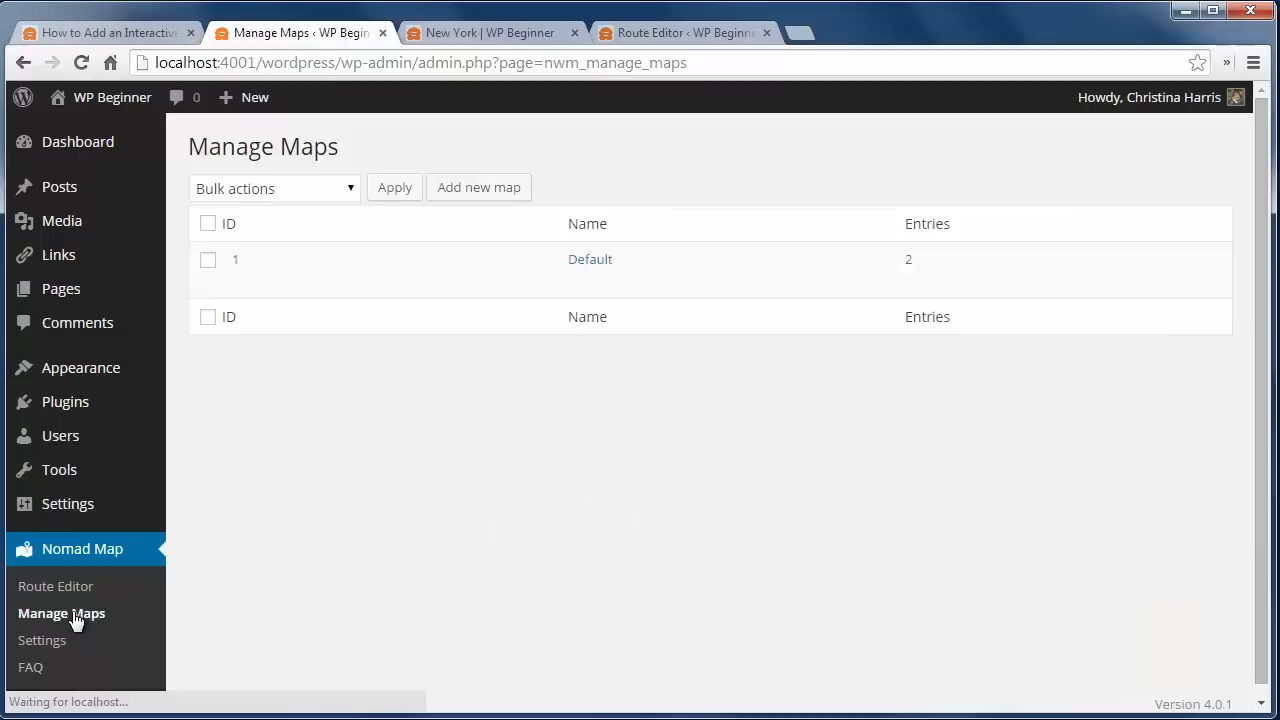 How to Add an Interactive
Manage Maps ‹ WP Begin
New York | WP Beginner
Route Editor ‹ WP Beginne
localhost:4001/wordpress/wp-admin/admin.php?page=nwm_manage_maps
WP Beginner
0
New
Howdy, Christina Harris
Dashboard
Posts
Media
Links
Pages
Comments
Appearance
Plugins
Users
Tools
Settings
Nomad Map
Route Editor
Manage Maps
Settings
FAQ
Manage Maps
Bulk actions
Apply
Add new map
ID Name Entries
1 Default 2
ID Name Entries
Waiting for localhost...
Version 4.0.1